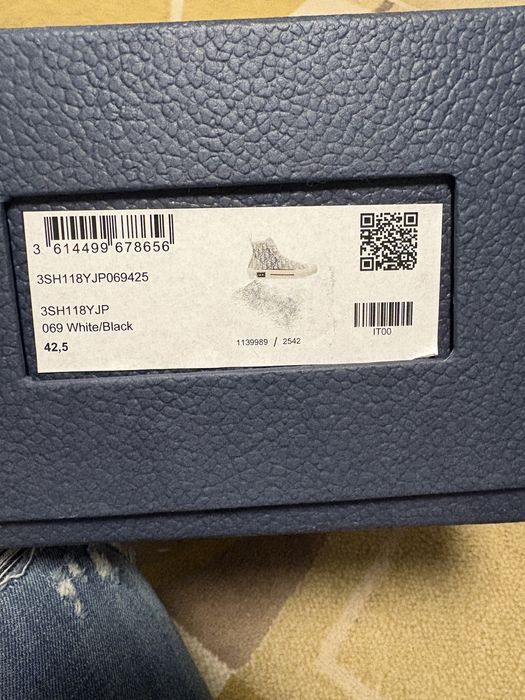 3 614499 678656
3SH118YJP069425
3SH118YJP
069 White/Black
42,5
1139989 / 2542
IT00